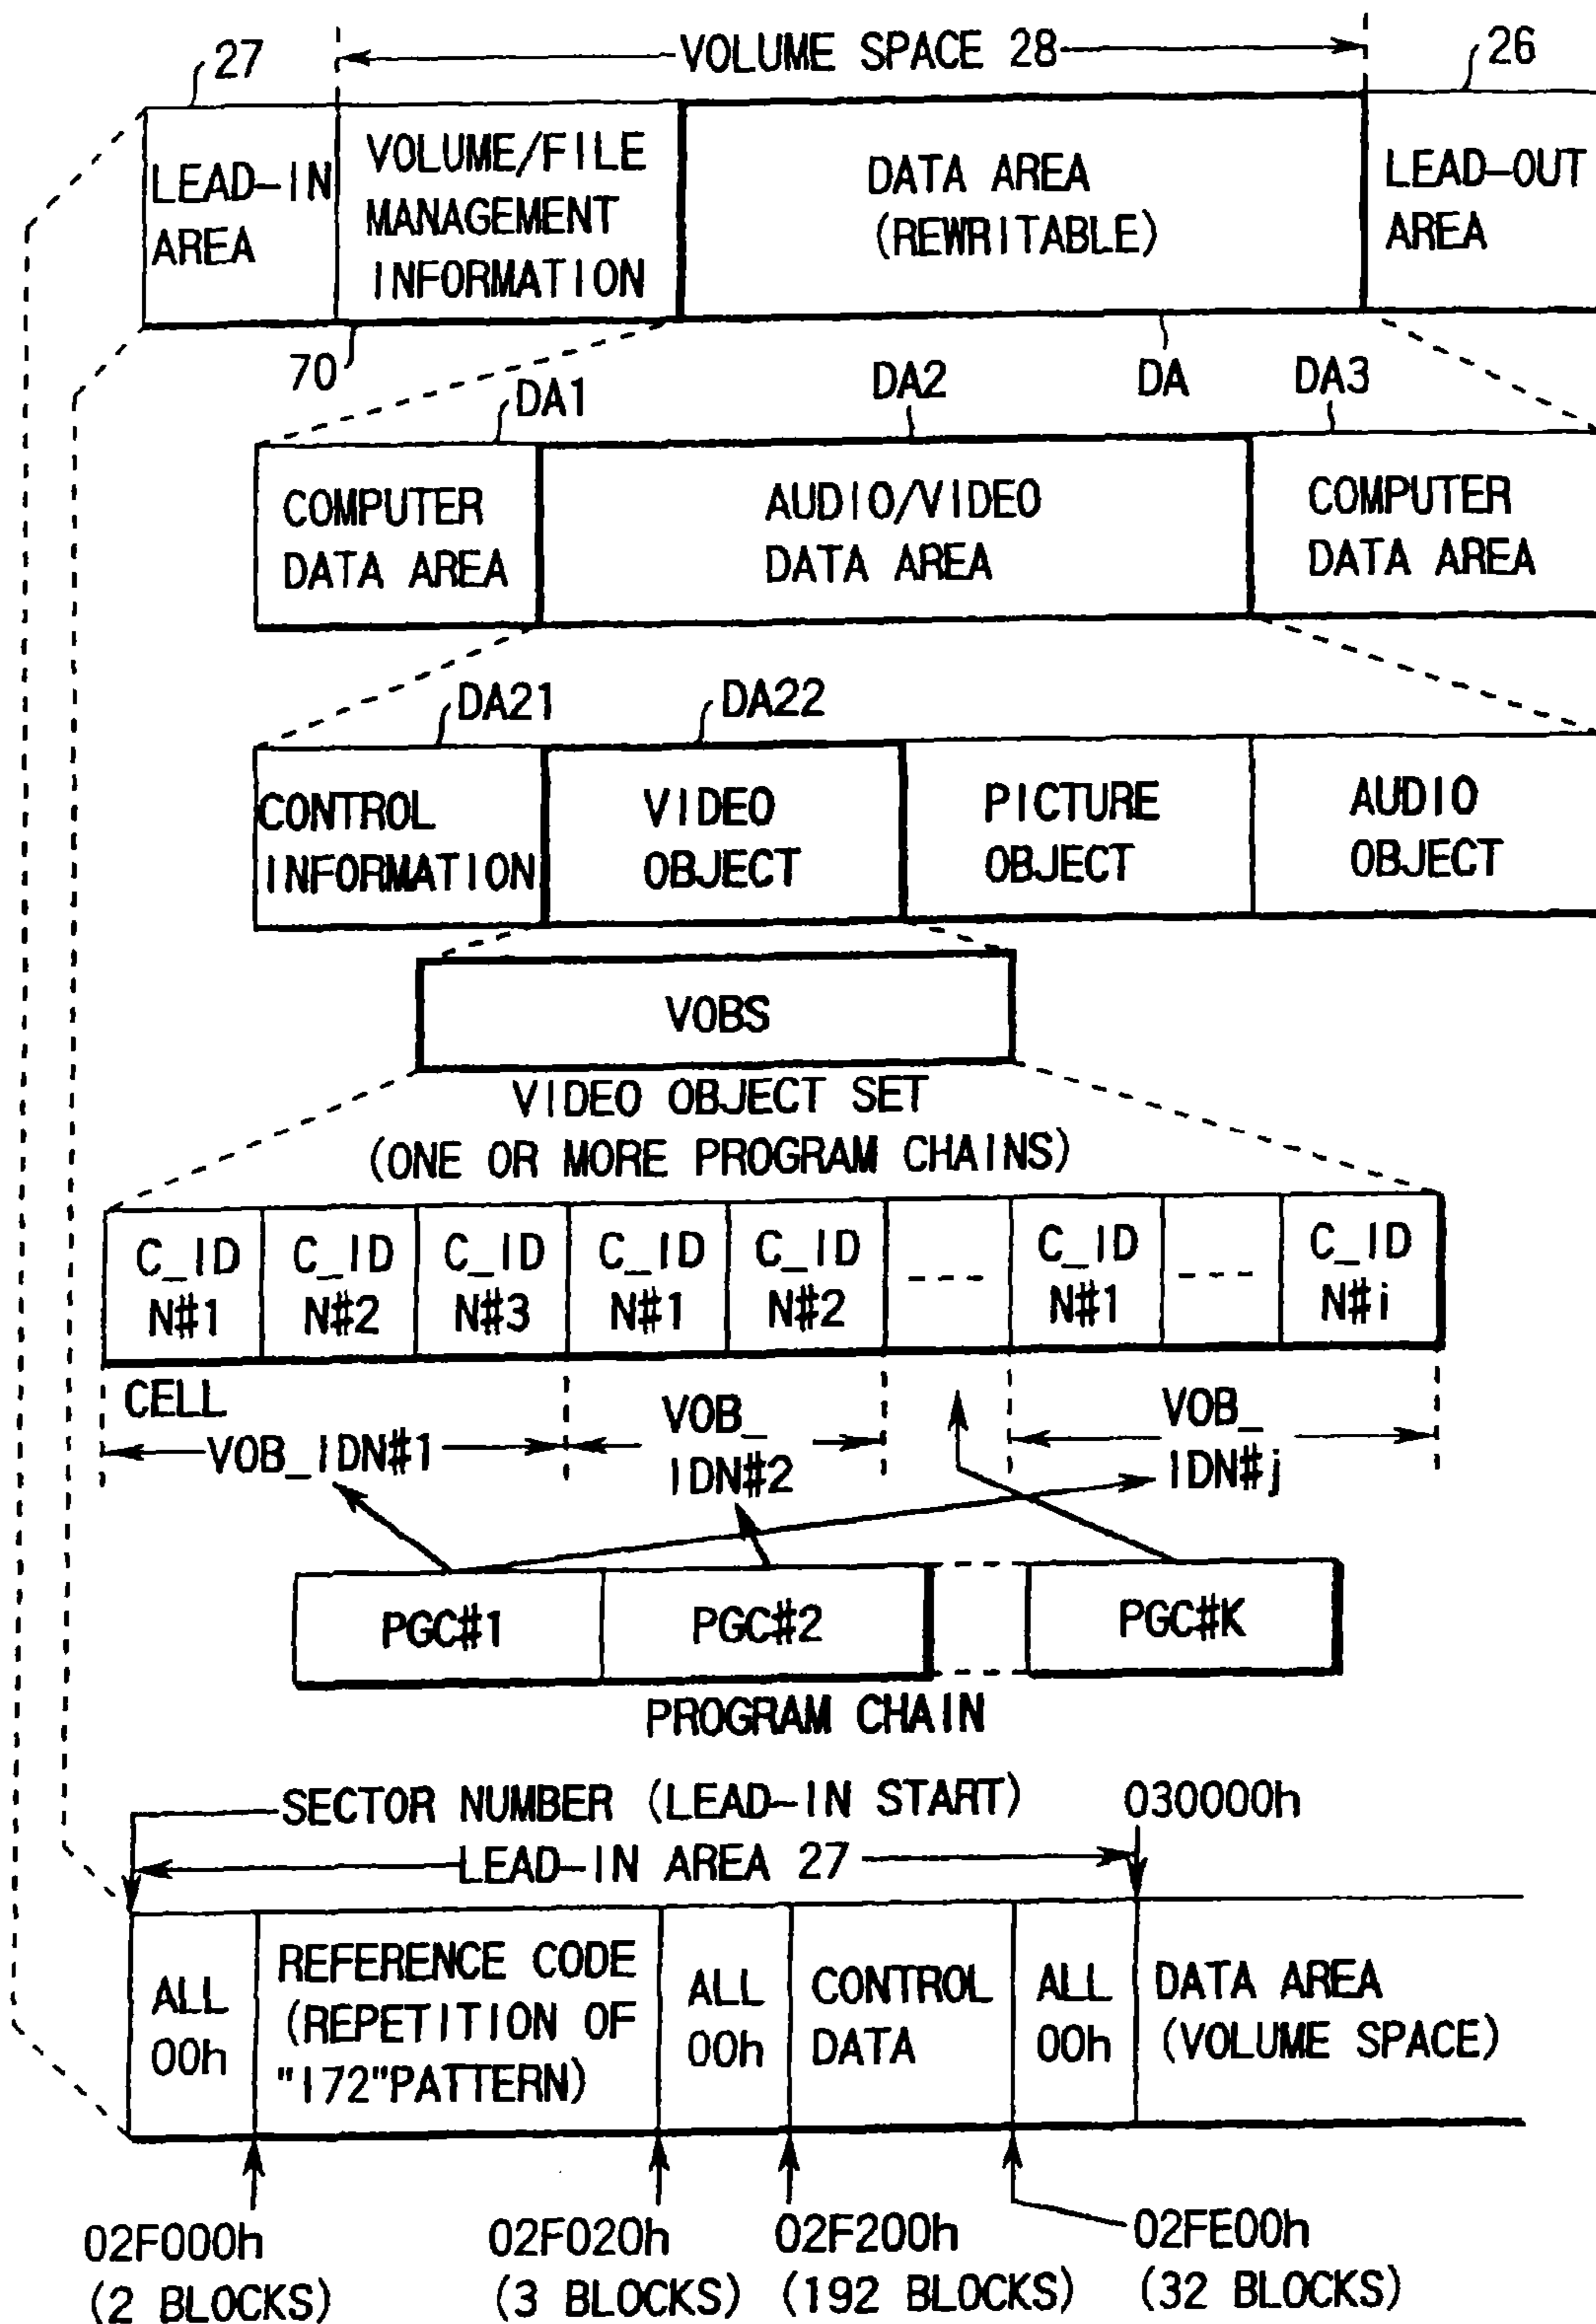 27
VOLUME SPACE 28
26
LEAD-IN
AREA
VOLUME/FILE
MANAGEMENT
INFORMATION
DATA AREA
(REWRITABLE)
LEAD-OUT
AREA
70
DA1
DA2
DA
DA3
COMPUTER
DATA AREA
AUDIO/VIDEO
DATA AREA
COMPUTER
DATA AREA
DA21
DA22
CONTROL
INFORMATION
VIDEO
OBJECT
PICTURE
OBJECT
AUDIO
OBJECT
VOBS
VIDEO OBJECT SET
(ONE OR MORE PROGRAM CHAINS)
C_ID
N#1
C_ID
N#2
C_ID
N#3
C_ID
N#1
C_ID
N#2
----
C_ID
N#1
----
C_ID
N#i
CELL
VOB_IDN#1
VOB_
IDN#2
VOB_
IDN#j
PGC#1
PGC#2
PGC#K
PROGRAM CHAIN
SECTOR NUMBER (LEAD-IN START)
030000h
LEAD-IN AREA 27
ALL
00h
REFERENCE CODE
(REPETITION OF
"172"PATTERN)
ALL
00h
CONTROL
DATA
ALL
00h
DATA AREA
(VOLUME SPACE)
02F000h
(2 BLOCKS)
02F020h
(3 BLOCKS)
02F200h
(192 BLOCKS)
02FE00h
(32 BLOCKS)